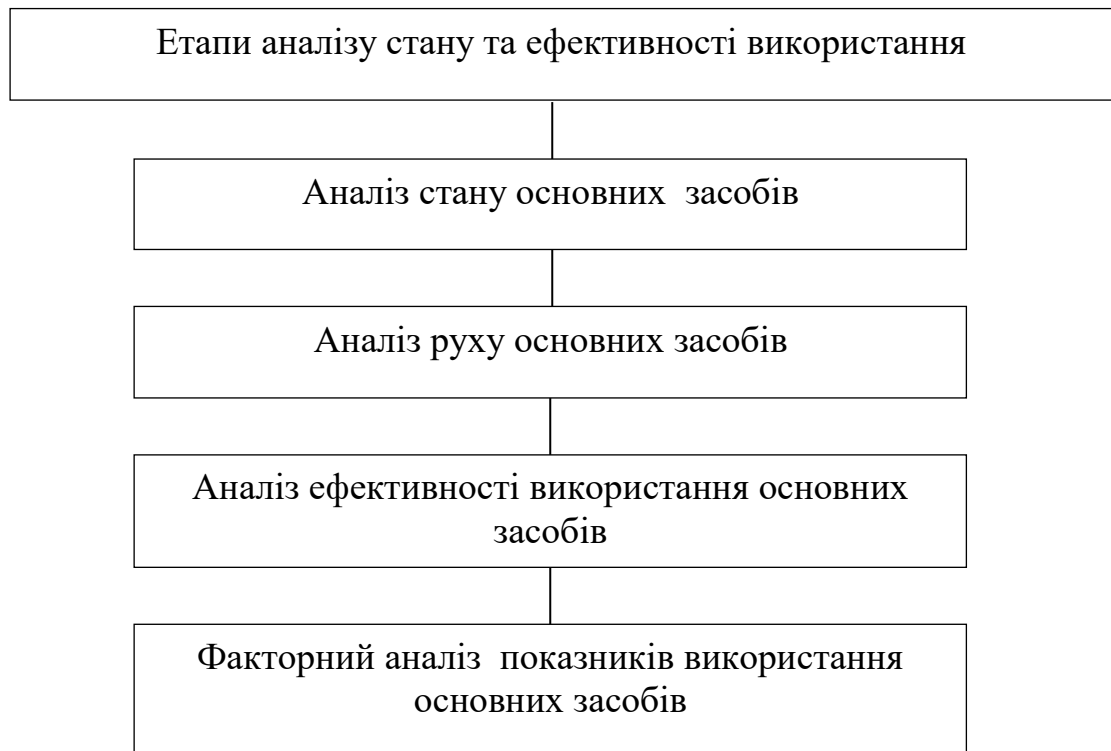 Етапи аналізу стану та ефективності використання
Аналіз стану основних засобів
Аналіз руху основних засобів
Аналіз ефективності використання основних
засобів
Факторний аналіз показників використання
основних засобів